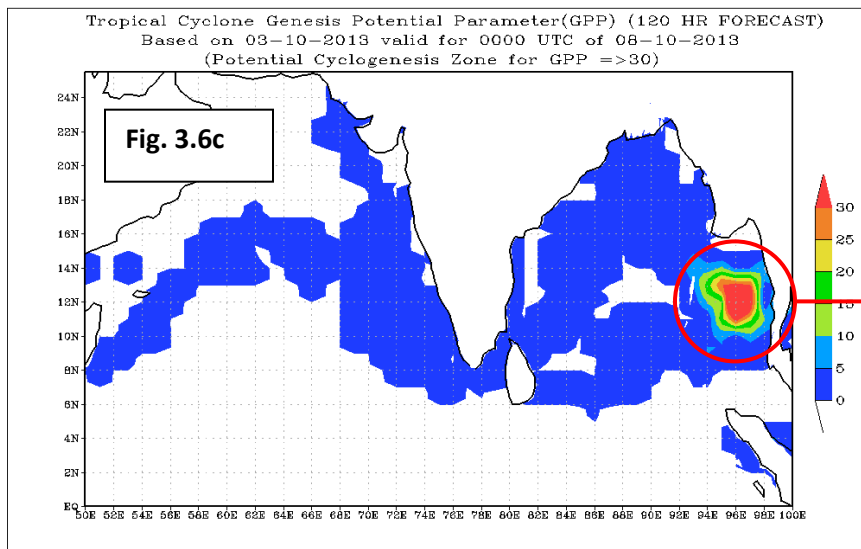 Tropical Cyclone Genesis Potential Parameter(GPP) (120 HR FORECAST)
Based on 03-10-2013 valid for 0000 UTC of 08-10-2013
(Potential Cyclogenesis Zone for GPP =>30)
Fig. 3.6c
24N
22N
20N
18N
16N
14N
12N
10N
8N
6N
4N
2N
EQ
50E 52E 54E 56E 58E 60E 62E 64E 66E 68E 70E 72E 74E 76E 78E 80E 82E 84E 86E 88E 90E 92E 94E 96E 98E 100E
30
25
20
15
10
5
0